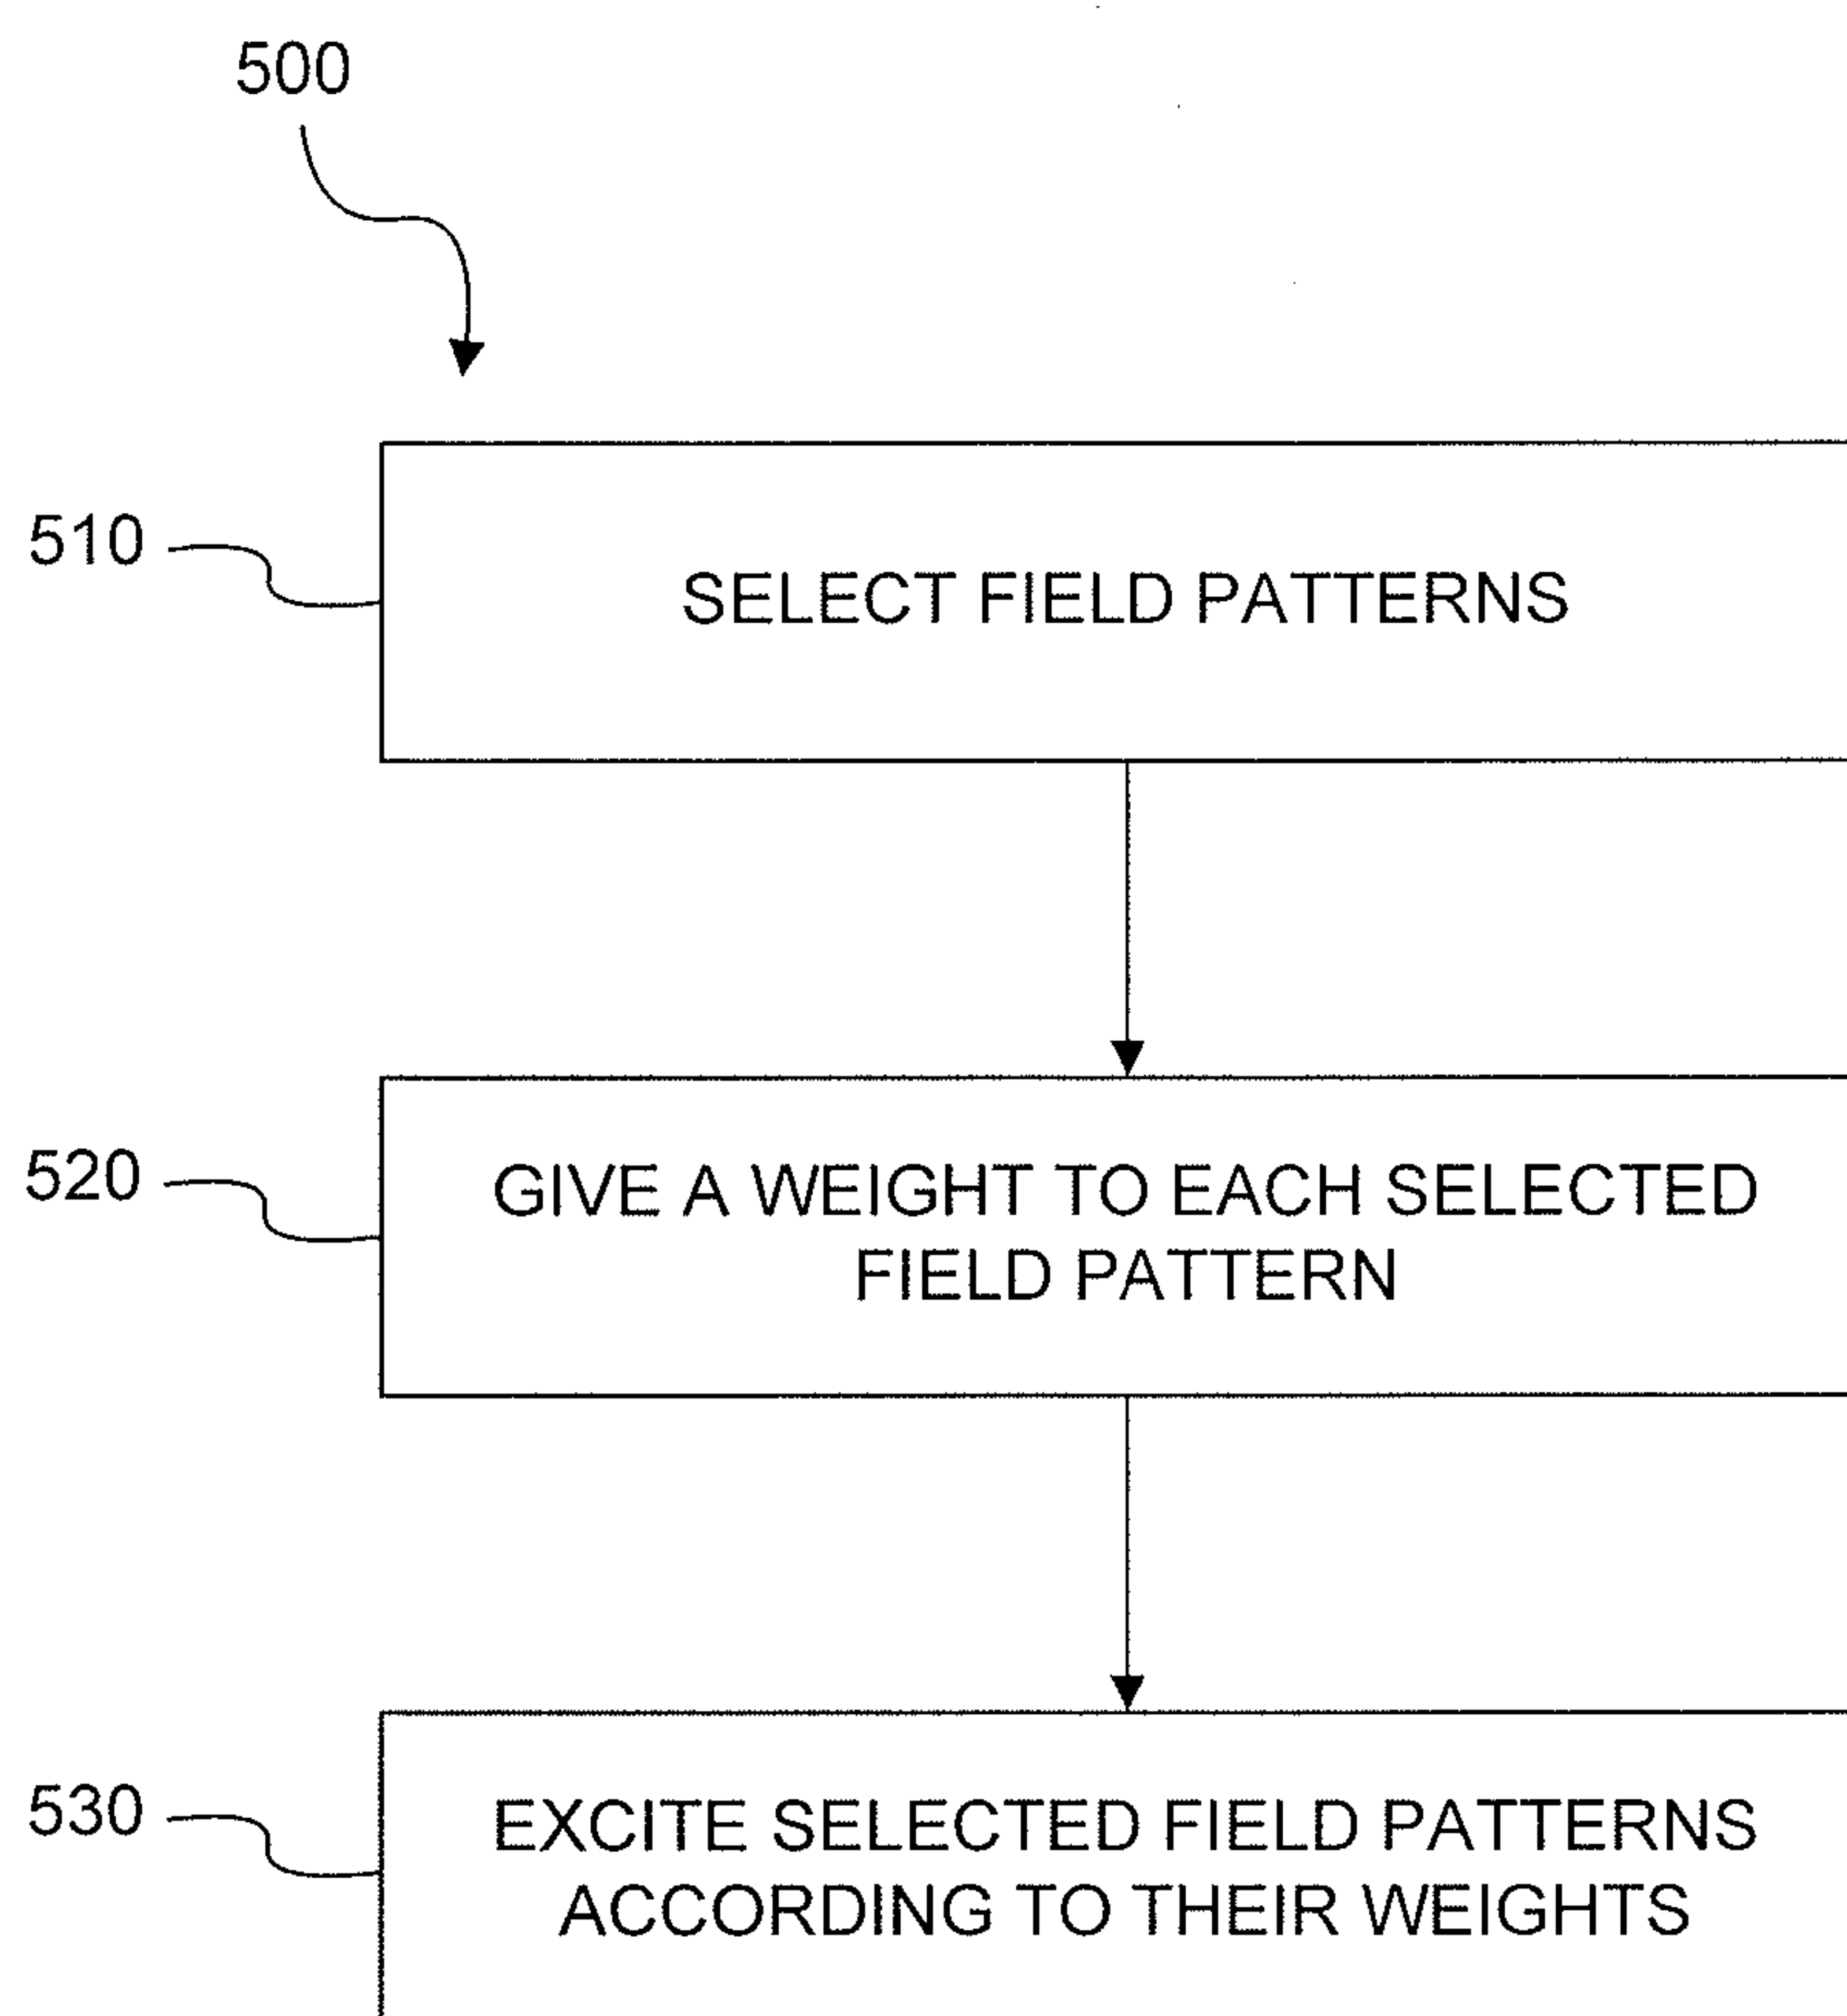 500
510
SELECT FIELD PATTERNS
520
GIVE A WEIGHT TO EACH SELECTED
FIELD PATTERN
530
EXCITE SELECTED FIELD PATTERNS
ACCORDING TO THEIR WEIGHTS